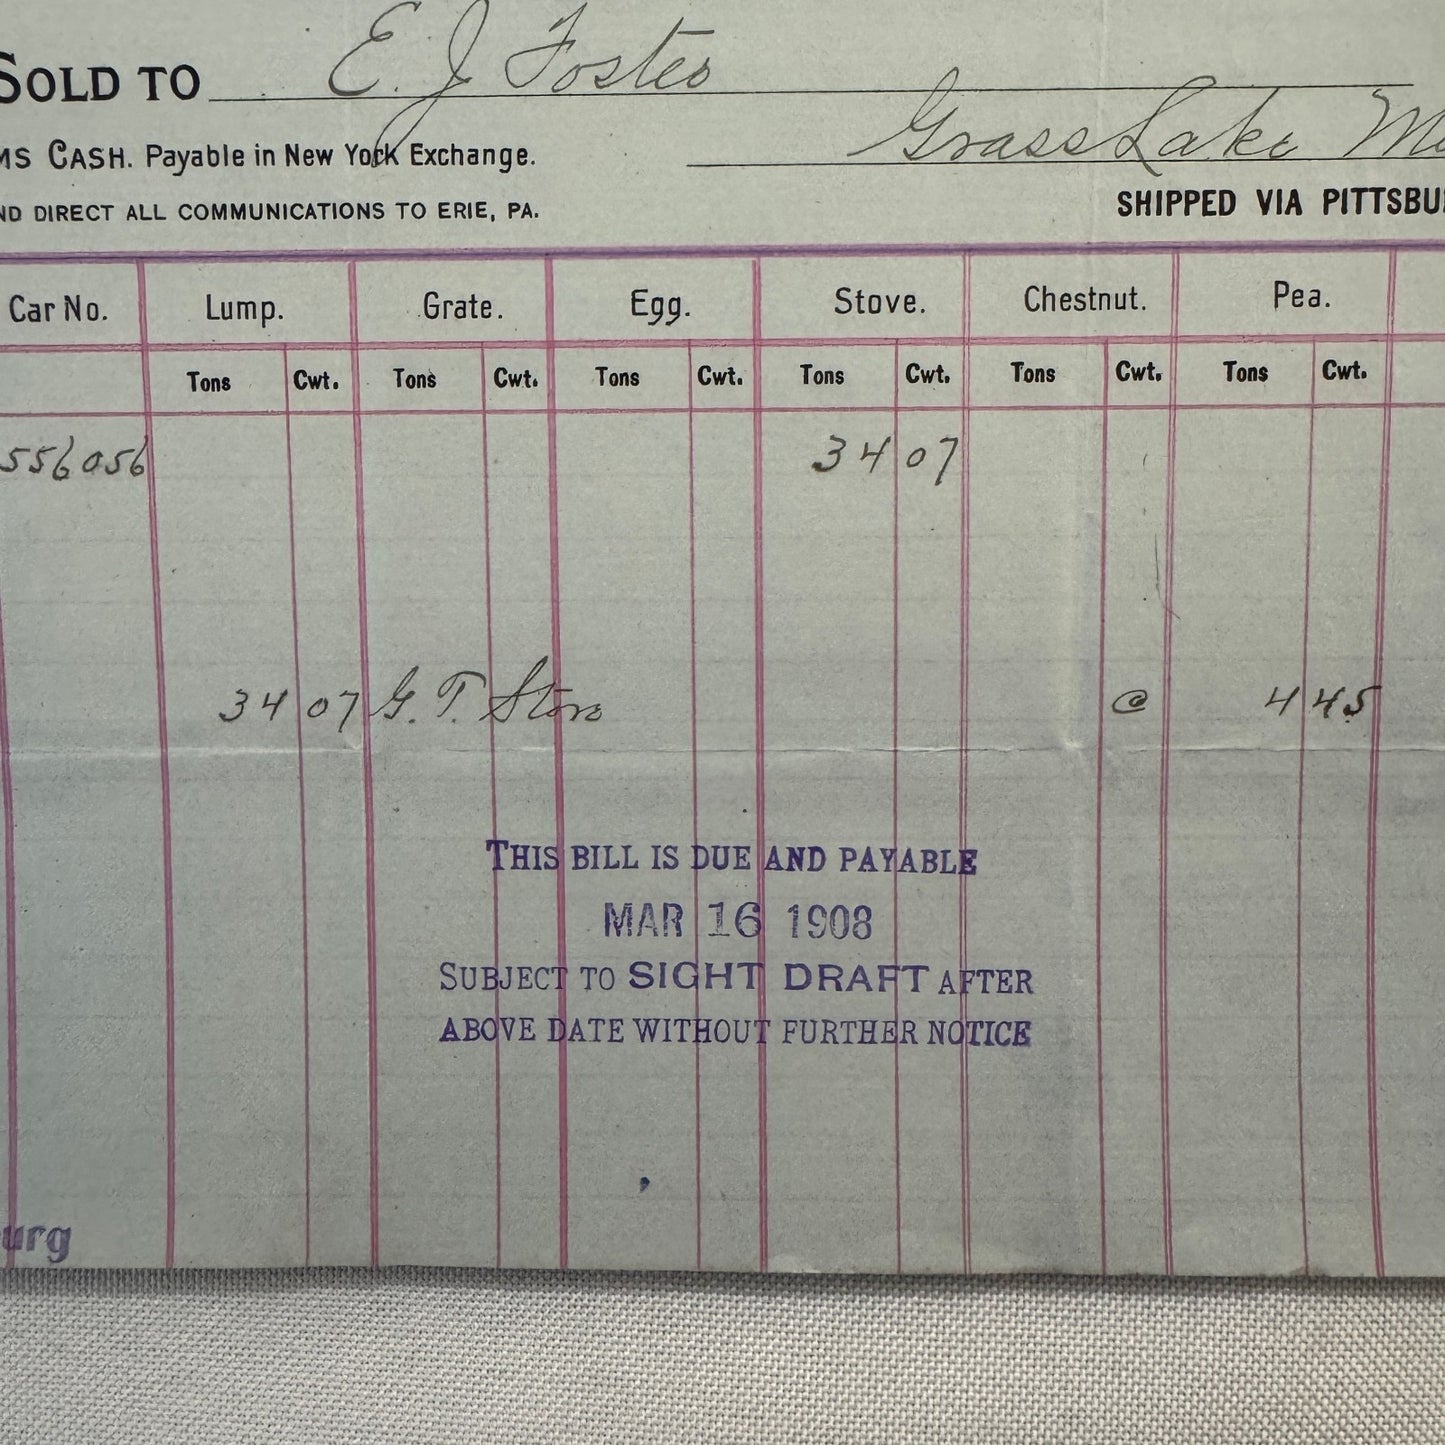 SOLD TO E. J. Foster
MS CASH. Payable in New York Exchange. Grass Lake
ND DIRECT ALL COMMUNICATIONS TO ERIE, PA. SHIPPED VIA PITTSBU
Car No. Lump. Grate. Egg. Stove. Chestnut. Pea.
Tons Cwt. Tons Cwt. Tons Cwt. Tons Cwt. Tons Cwt. Tons Cwt.
556056 34 07
34 07 G. T. Stove @ 4 45
THIS BILL IS DUE AND PAYABLE
MAR 16 1908
SUBJECT TO SIGHT DRAFT AFTER
ABOVE DATE WITHOUT FURTHER NOTICE
urg